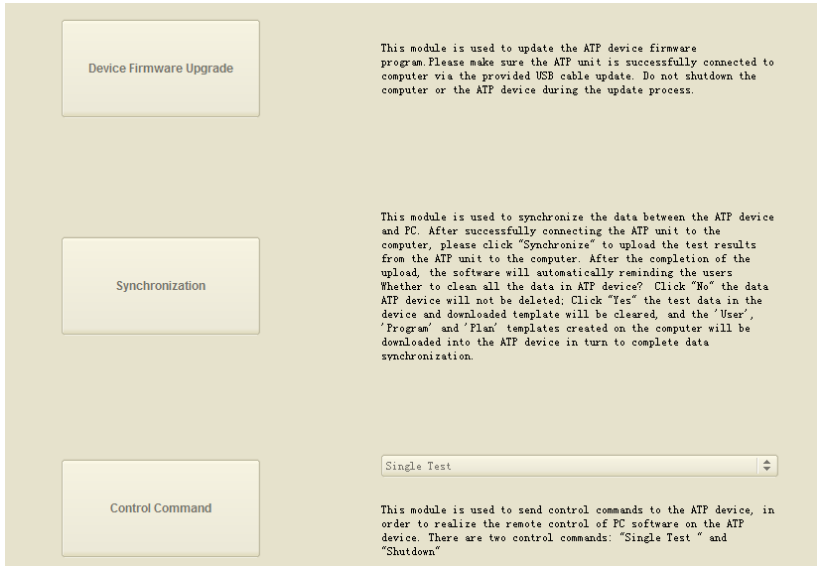 Device Firmware Upgrade
This module is used to update the ATP device firmware
program.Please make sure the ATP unit is successfully connected to
computer via the provided USB cable update. Do not shutdown the
computer or the ATP device during the update process.
Synchronization
This module is used to synchronize the data between the ATP device
and PC. After successfully connecting the ATP unit to the
computer, please click "Synchronize" to upload the test results
from the ATP unit to the computer. After the completion of the
upload, the software will automatically reminding the users
Whether to clean all the data in ATP device? Click "No" the data
ATP device will not be deleted; Click "Yes" the test data in the
device and downloaded template will be cleared, and the 'User',
'Program' and 'Plan' templates created on the computer will be
downloaded into the ATP device in turn to complete data
synchronization.
Control Command
Single Test
This module is used to send control commands to the ATP device, in
order to realize the remote control of PC software on the ATP
device. There are two control commands: "Single Test " and
"Shutdown"